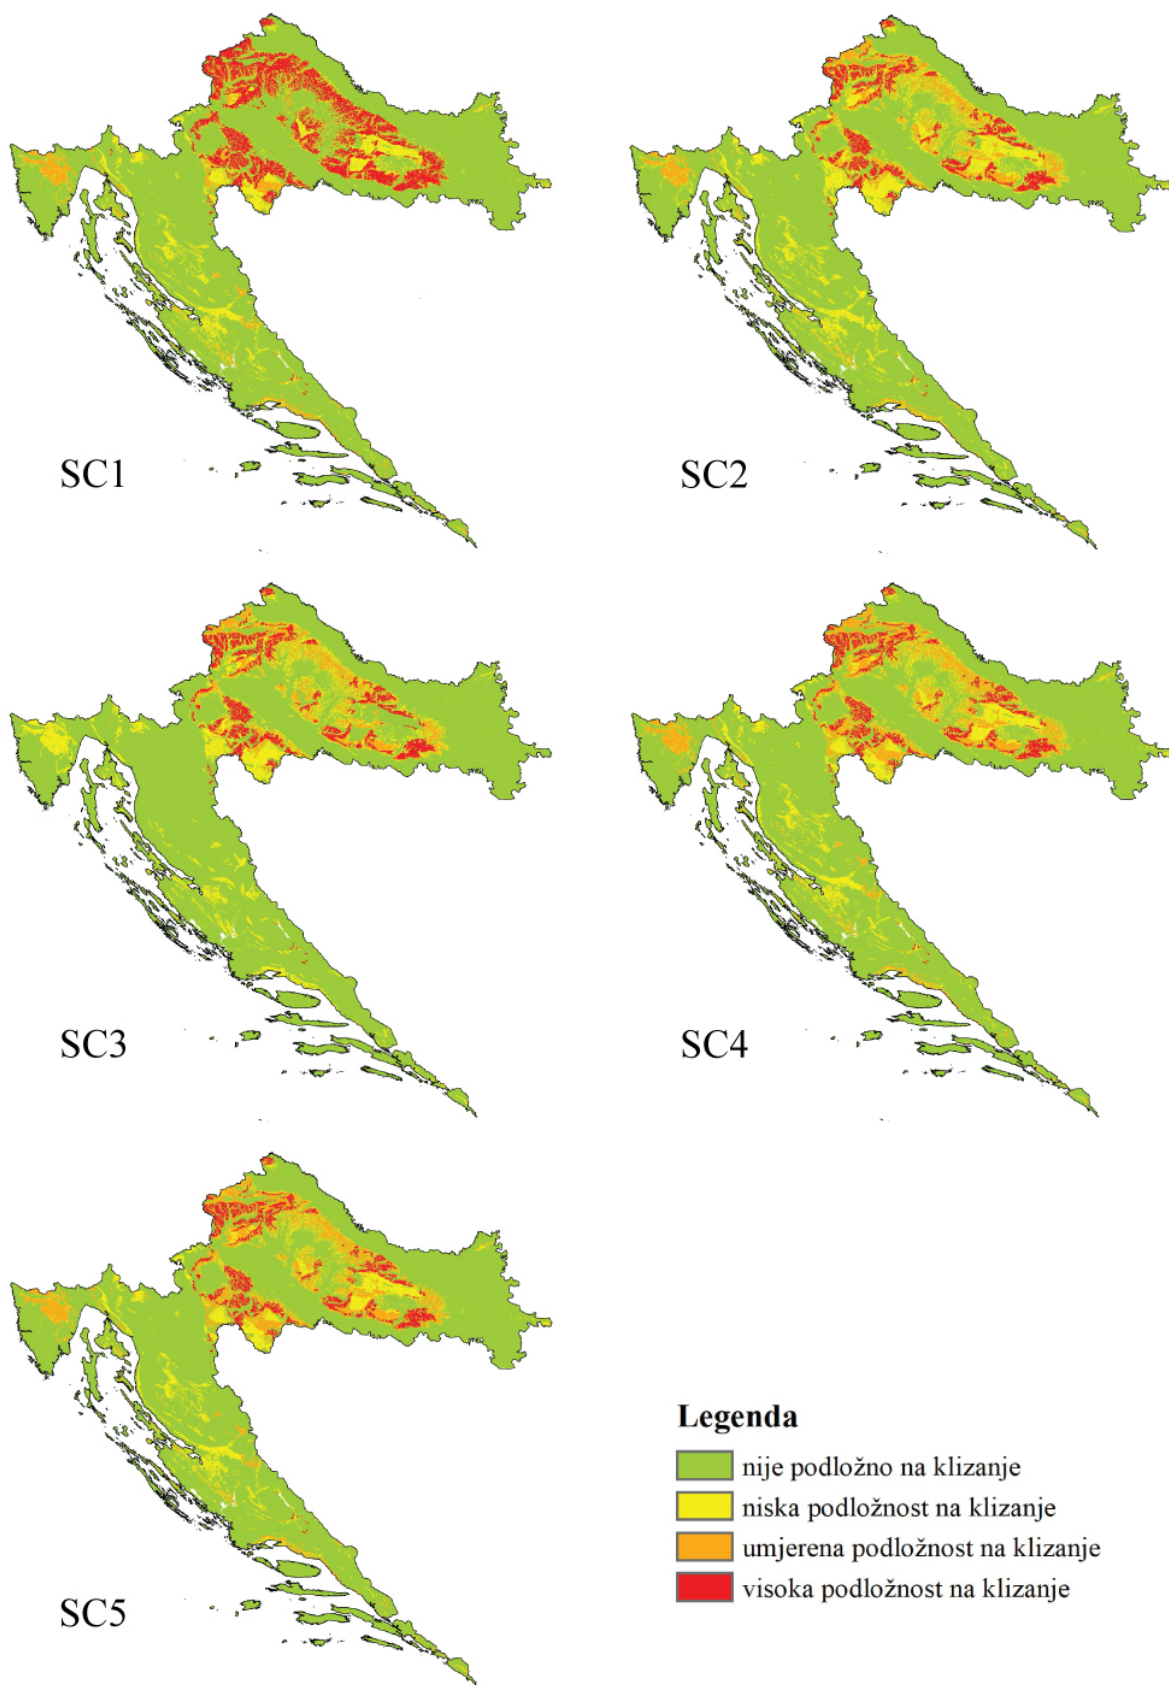 SC1
SC2
SC3
SC4
SC5
Legenda
nije podložno na klizanje
niska podložnost na klizanje
umjerena podložnost na klizanje
visoka podložnost na klizanje